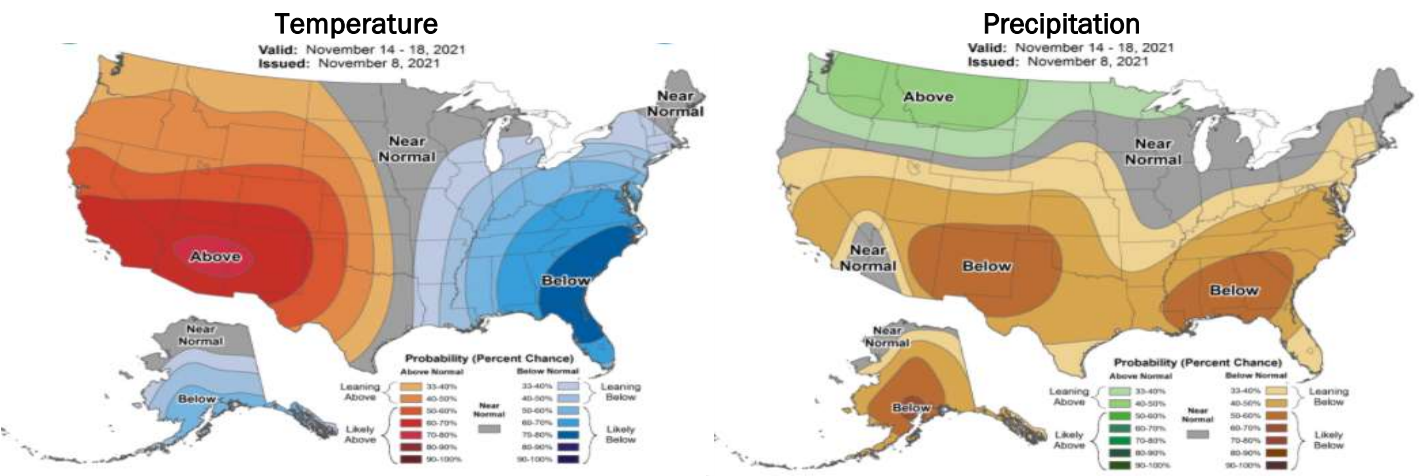 Temperature
Valid: November 14 - 18, 2021
Issued: November 8, 2021
Near
Normal
Near
Normal
Above
Below
Near
Normal
Below
Probability (Percent Chance)
Above Normal
Below Normal
Leaning
Above
33-40%
40-50%
Likely
Above
50-60%
60-70%
70-80%
80-90%
90-100%
Near
Normal
33-40%
40-50%
Leaning
Below
50-60%
60-70%
75-80%
80-90%
90-100%
Likely
Below
Precipitation
Valid: November 14 - 18, 2021
Issued: November 8, 2021
Above
Near
Normal
Near
Normal
Below
Below
Near
Normal
Below
Probability (Percent Chance)
Above Normal
Below Normal
Leaning
Above
33-40%
40-50%
Likely
Above
50-60%
60-70%
70-80%
80-90%
90-100%
Near
Normal
33-40%
40-50%
Leaning
Below
50-60%
60-70%
70-80%
80-90%
90-100%
Likely
Below